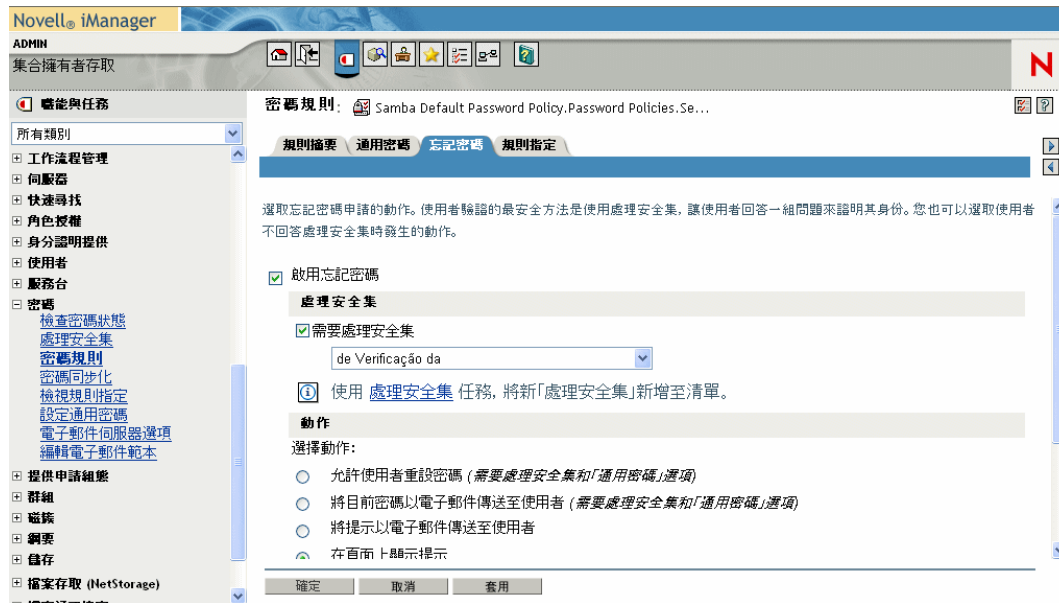 Novell® iManager
ADMIN
集合擁有者存取
N
職能與任務
所有類別
工作流程管理
伺服器
快速尋找
角色授權
身分證明提供
使用者
服務台
密碼
檢查密碼狀態
處理安全集
密碼規則
密碼同步化
檢視規則指定
設定通用密碼
電子郵件伺服器選項
編輯電子郵件範本
提供申請組態
群組
磁簇
綱要
儲存
檔案存取 (NetStorage)
密碼規則: Samba Default Password Policy.Password Policies.Se...
規則摘要 通用密碼 忘記密碼 規則指定
選取忘記密碼申請的動作。使用者驗證的最安全方法是使用處理安全集, 讓使用者回答一組問題來證明其身份。您也可以選取使用者
不回答處理安全集時發生的動作。
啟用忘記密碼
處理安全集
需要處理安全集
de Verificação da
使用 處理安全集 任務, 將新「處理安全集」新增至清單。
動作
選擇動作:
允許使用者重設密碼 (需要處理安全集和「通用密碼」選項)
將目前密碼以電子郵件傳送至使用者 (需要處理安全集和「通用密碼」選項)
將提示以電子郵件傳送至使用者
在頁面上顯示提示
確定 取消 套用